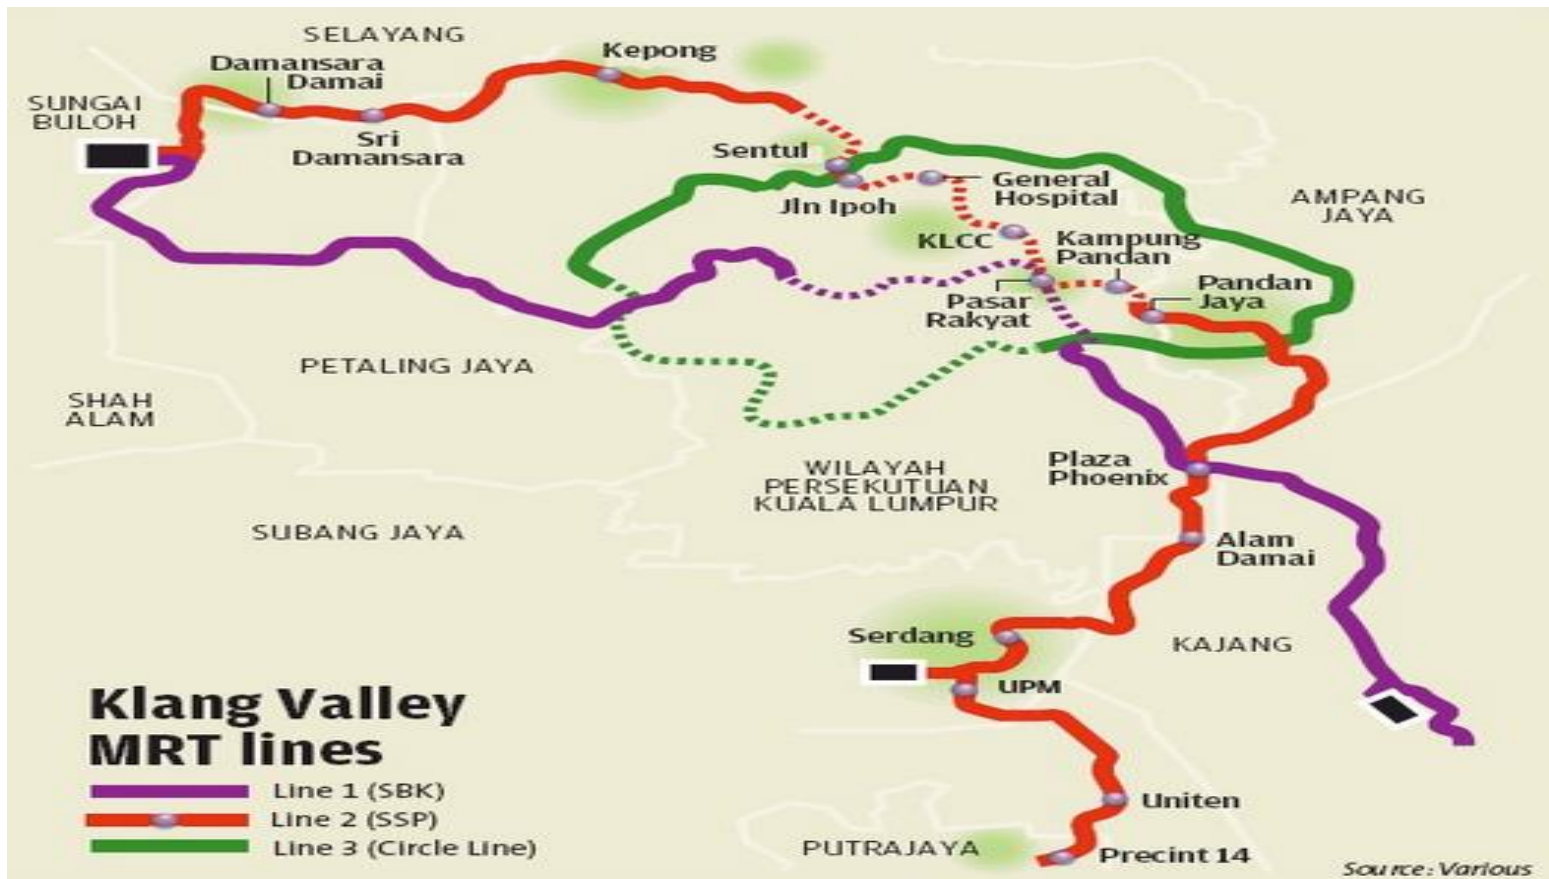 SELAYANG
Kepong
Damansara
Damai
SUNGAI
BULOH
Sri
Damansara
Sentul
General
Hospital
Jln Ipoh
AMPANG
JAYA
KLCC
Kampung
Pandan
Pandan
Jaya
Pasar
Rakyat
PETALING JAYA
SHAH
ALAM
Plaza
Phoenix
WILAYAH
PERSEKUTUAN
KUALA LUMPUR
SUBANG JAYA
Alam
Damai
Serdang
KAJANG
UPM
Klang Valley
MRT lines
Line 1 (SBK)
Line 2 (SSP)
Line 3 (Circle Line)
Uniten
PUTRAJAYA
Precint 14
Source: Various